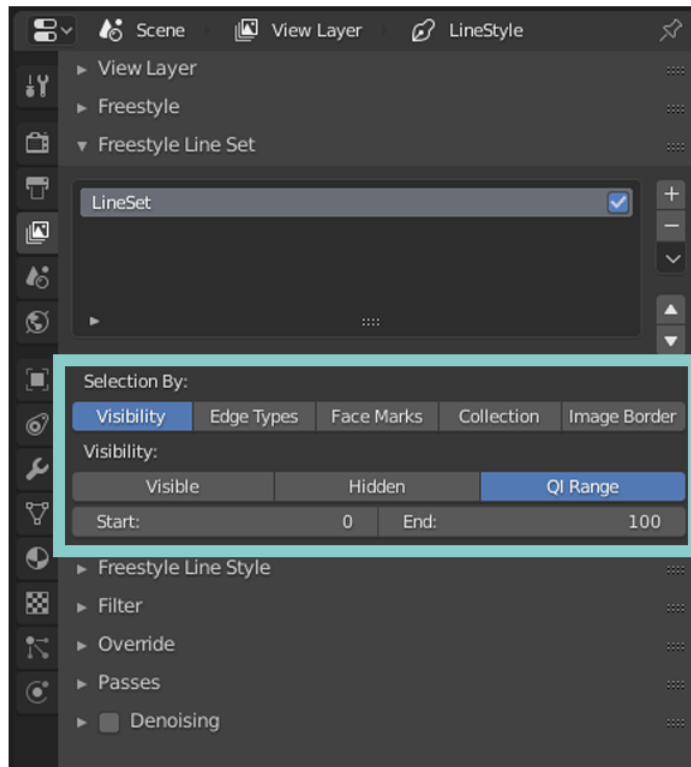 Scene View Layer LineStyle
View Layer
Freestyle
Freestyle Line Set
LineSet
Selection By:
Visibility Edge Types Face Marks Collection Image Border
Visibility:
Visible Hidden QI Range
Start: 0 End: 100
Freestyle Line Style
Filter
Override
Passes
Denoising